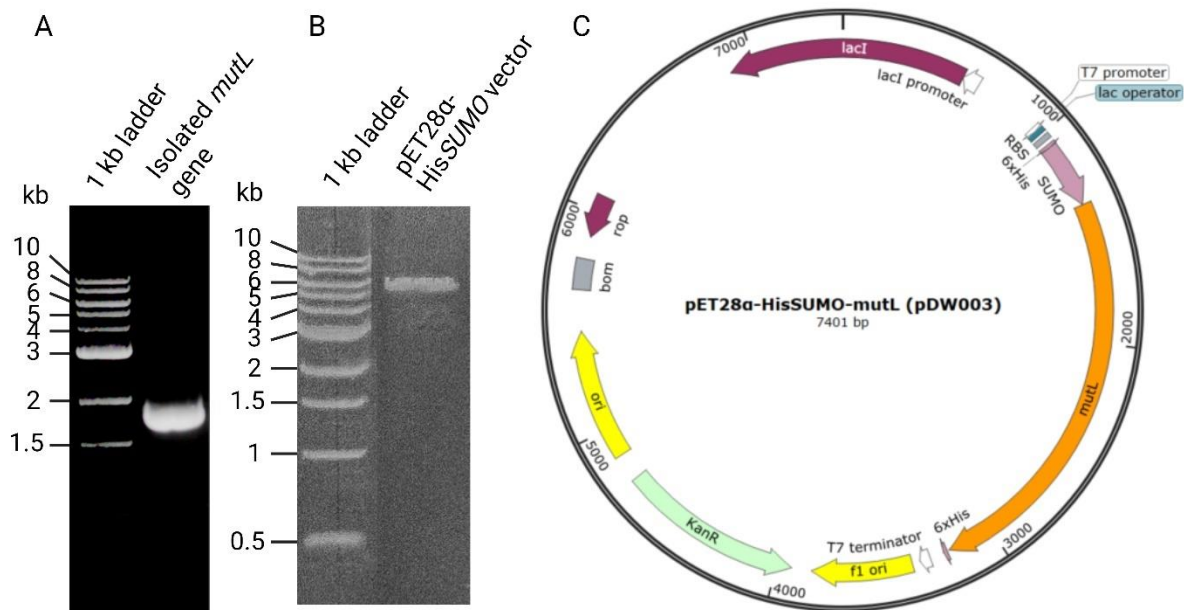 A
1 kb ladder
Isolated mutL
gene
kb
10
8
6
5
4
3
2
1.5
B
1 kb ladder
pET28α-
HisSUMO vector
kb
10
8
6
5
4
3
2
1.5
1
0.5
C
lacI
lacI promoter
T7 promoter
lac operator
RBS
6xHis
SUMO
mutL
6xHis
T7 terminator
f1 ori
KanR
ori
bom
rop
1000
2000
3000
4000
5000
6000
7000
pET28α-HisSUMO-mutL (pDW003)
7401 bp